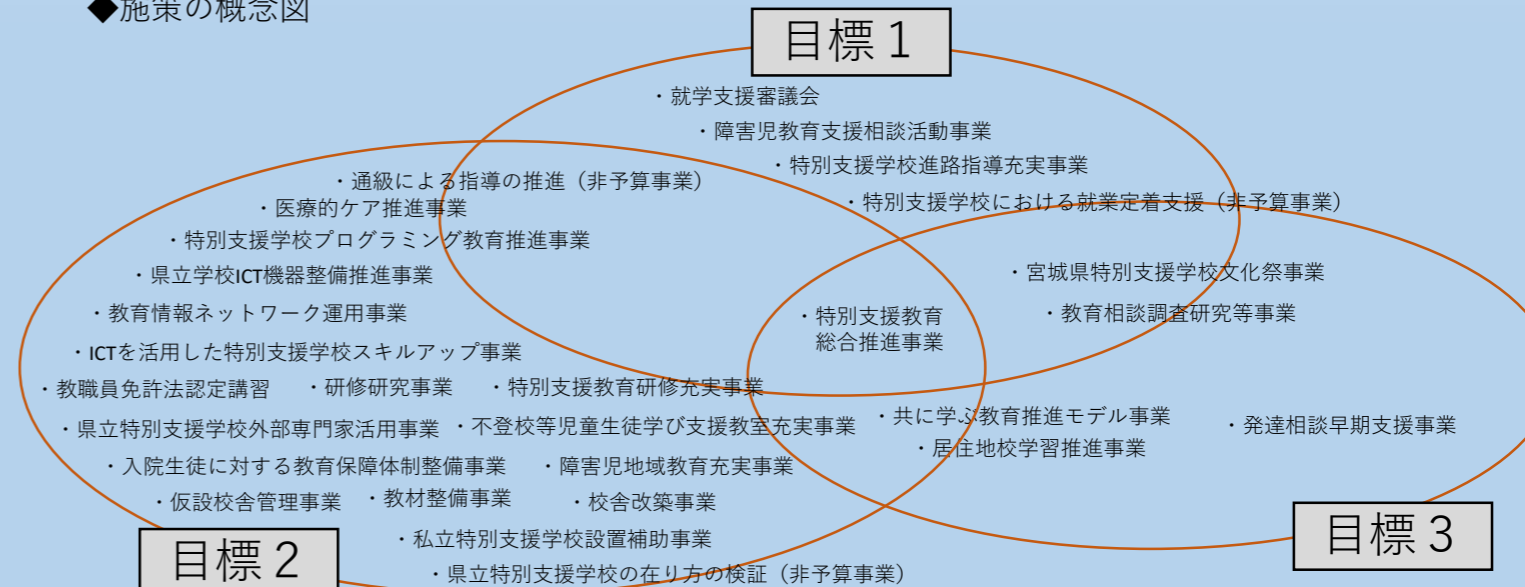 ◆施策の概念図
目標１
・就学支援審議会
・障害児教育支援相談活動事業
・特別支援学校進路指導充実事業
・通級による指導の推進（非予算事業）
・特別支援学校における就業定着支援（非予算事業）
・医療的ケア推進事業
・特別支援学校プログラミング教育推進事業
・県立学校ICT機器整備推進事業
・宮城県特別支援学校文化祭事業
・教育情報ネットワーク運用事業
・特別支援教育
総合推進事業
・教育相談調査研究等事業
・ICTを活用した特別支援学校スキルアップ事業
・教職員免許法認定講習
・研修研究事業
・特別支援教育研修充実事業
・県立特別支援学校外部専門家活用事業
・不登校等児童生徒学び支援教室充実事業
・共に学ぶ教育推進モデル事業
・発達相談早期支援事業
・居住地校学習推進事業
・入院生徒に対する教育保障体制整備事業
・障害児地域教育充実事業
・仮設校舎管理事業
・教材整備事業
・校舎改築事業
・私立特別支援学校設置補助事業
目標２
目標３
・県立特別支援学校の在り方の検証（非予算事業）